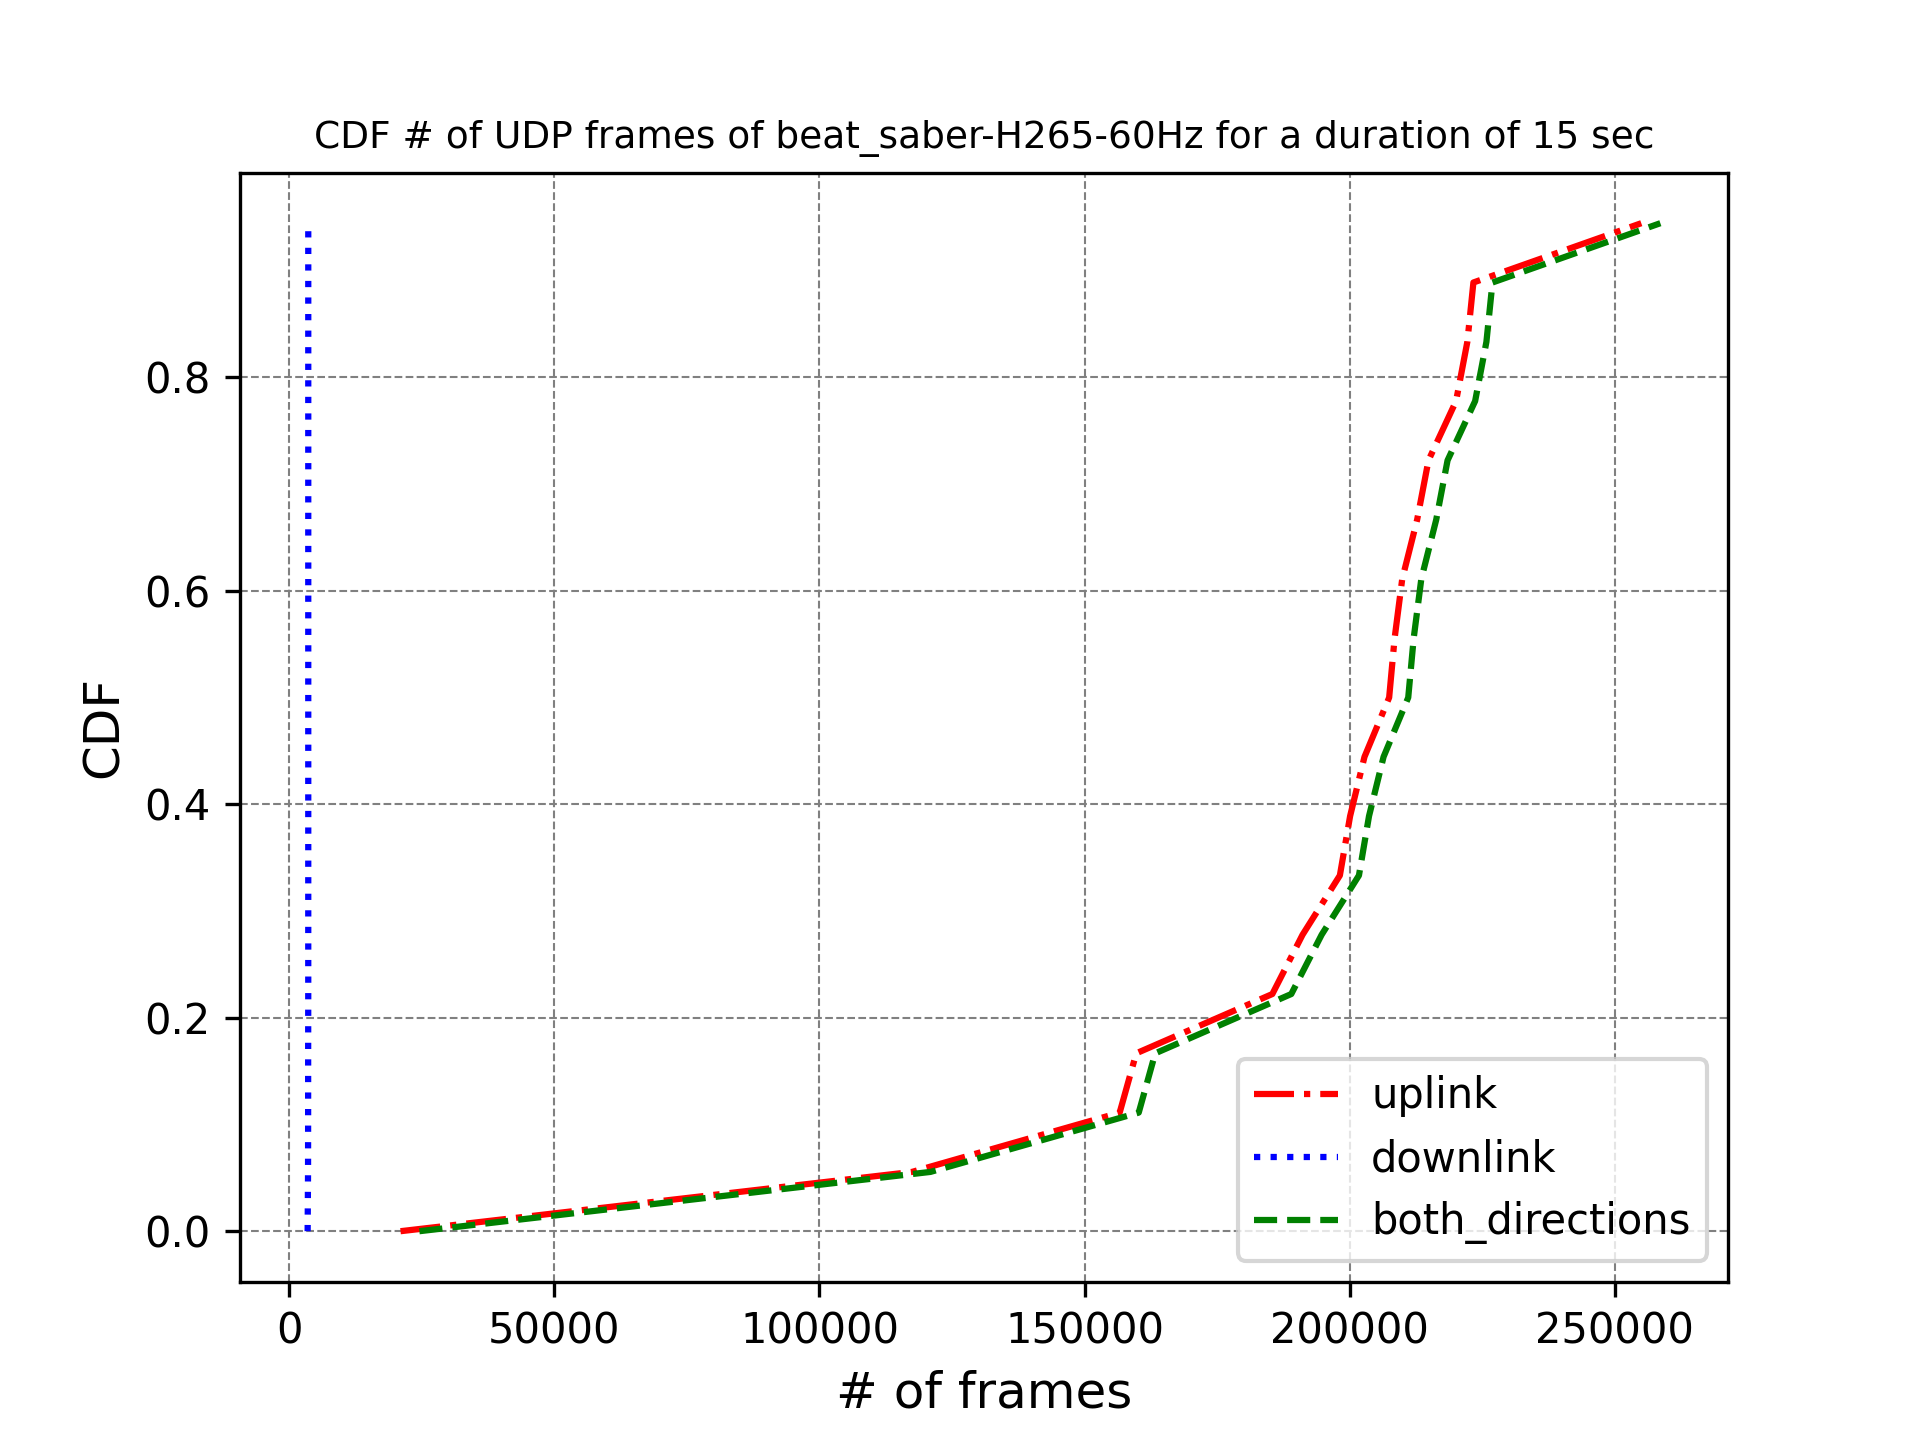 CDF # of UDP frames of beat_saber-H265-60Hz for a duration of 15 sec
CDF
0.8
0.6
0.4
0.2
0.0
uplink
downlink
both_directions
0 50000 100000 150000 200000 250000
# of frames